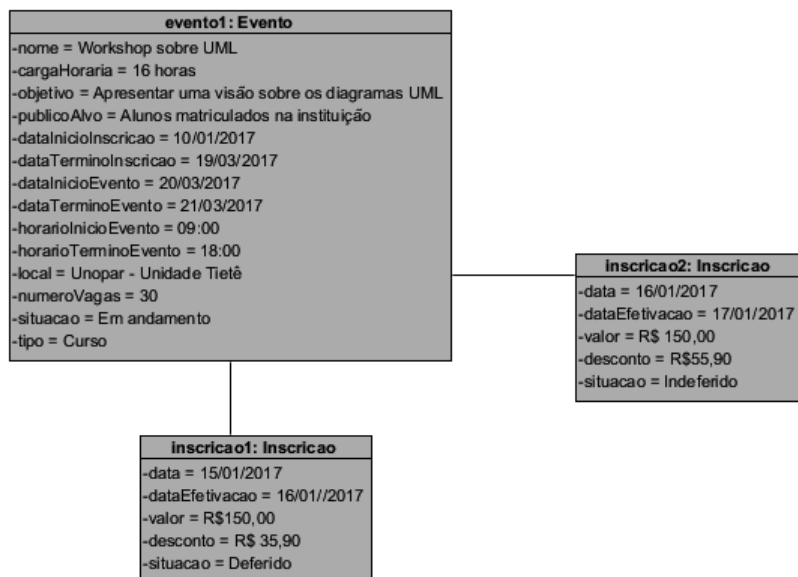 evento1: Evento
-nome = Workshop sobre UML
-cargaHoraria = 16 horas
-objetivo = Apresentar uma visão sobre os diagramas UML
-publicoAlvo = Alunos matriculados na instituição
-dataInicioInscricao = 10/01/2017
-dataTerminoInscricao = 19/03/2017
-dataInicioEvento = 20/03/2017
-dataTerminoEvento = 21/03/2017
-horarioInicioEvento = 09:00
-horarioTerminoEvento = 18:00
-local = Unopar - Unidade Tietê
-numeroVagas = 30
-situacao = Em andamento
-tipo = Curso
inscricao2: Inscricao
-data = 16/01/2017
-dataEfetivacao = 17/01/2017
-valor = R$ 150,00
-desconto = R$55,90
-situacao = Indeferido
inscricao1: Inscricao
-data = 15/01/2017
-dataEfetivacao = 16/01//2017
-valor = R$150,00
-desconto = R$ 35,90
-situacao = Deferido